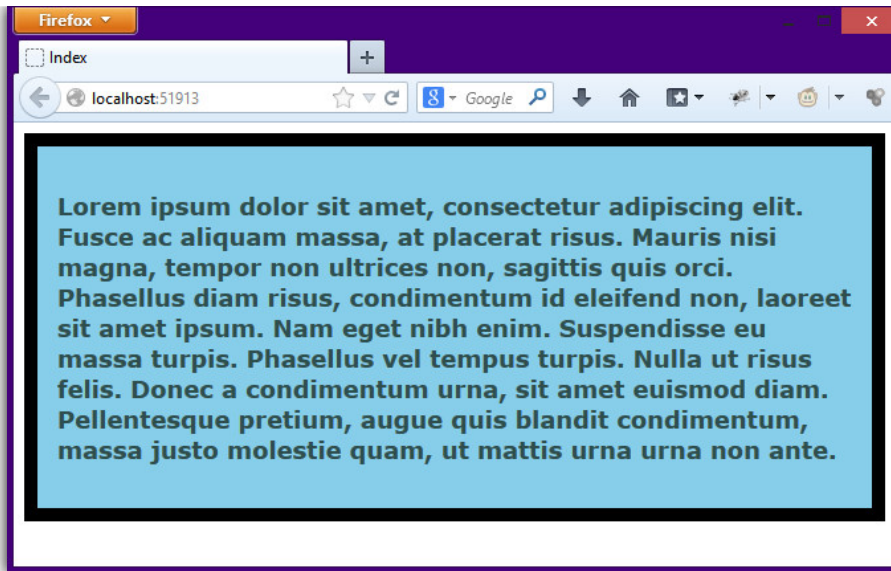 Firefox
Index
localhost:51913
8 Google
Lorem ipsum dolor sit amet, consectetur adipiscing elit.
Fusce ac aliquam massa, at placerat risus. Mauris nisi
magna, tempor non ultrices non, sagittis quis orci.
Phasellus diam risus, condimentum id eleifend non, laoreet
sit amet ipsum. Nam eget nibh enim. Suspendisse eu
massa turpis. Phasellus vel tempus turpis. Nulla ut risus
felis. Donec a condimentum urna, sit amet euismod diam.
Pellentesque pretium, augue quis blandit condimentum,
massa justo molestie quam, ut mattis urna urna non ante.